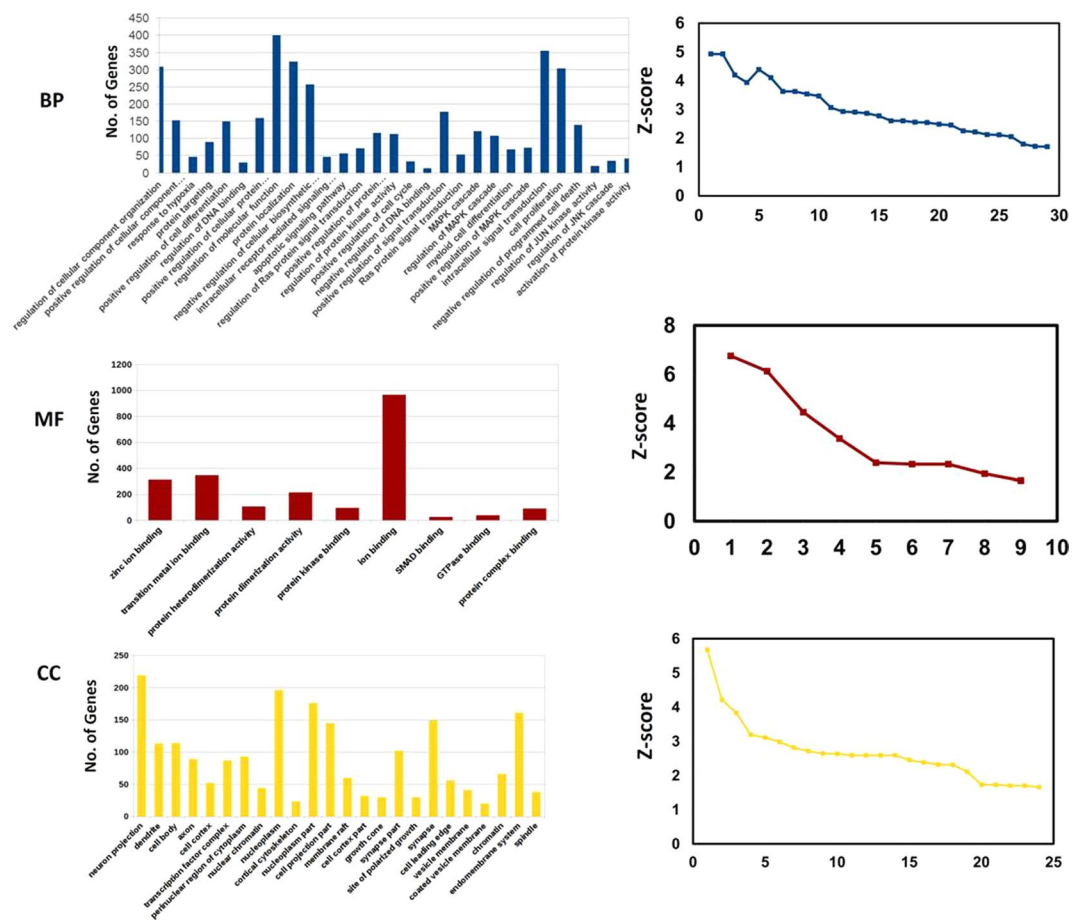 BP
No. of Genes
450
400
350
300
250
200
150
100
50
0
regulation of cellular component organization
positive regulation of cellular component…
response to hypoxia
protein targeting
positive regulation of cell differentiation
regulation of DNA binding
positive regulation of cellular protein…
regulation of molecular function
protein localization
negative regulation of cellular biosynthetic…
intracellular receptor mediated signaling…
apoptotic signaling pathway
regulation of Ras protein signal transduction
positive regulation of protein…
regulation of protein kinase activity
positive regulation of cell cycle
negative regulation of DNA binding
positive regulation of signal transduction
Ras protein signal transduction
MAPK cascade
regulation of MAPK cascade
myeloid cell differentiation
positive regulation of MAPK cascade
intracellular signal transduction
cell proliferation
negative regulation of programmed cell death
regulation of JUN kinase activity
regulation of JNK cascade
activation of protein kinase activity
Z-score
6
5
4
3
2
1
0
0 5 10 15 20 25 30
MF
No. of Genes
1200
1000
800
600
400
200
0
zinc ion binding
transition metal ion binding
protein heterodimerization activity
protein dimerization activity
protein kinase binding
ion binding
SMAD binding
GTPase binding
protein complex binding
Z-score
8
6
4
2
0
0 1 2 3 4 5 6 7 8 9 10
CC
No. of Genes
250
200
150
100
50
0
neuron projection
dendrite
cell body
axon
cell cortex
transcription factor complex
perinuclear region of cytoplasm
nuclear chromatin
nucleoplasm
cortical cytoskeleton
nucleoplasm part
cell projection part
membrane raft
cell cortex part
growth cone
synapse part
site of polarized growth
synapse
cell leading edge
vesicle membrane
coated vesicle membrane
chromatin
endomembrane system
spindle
Z-score
6
5
4
3
2
1
0
0 5 10 15 20 25